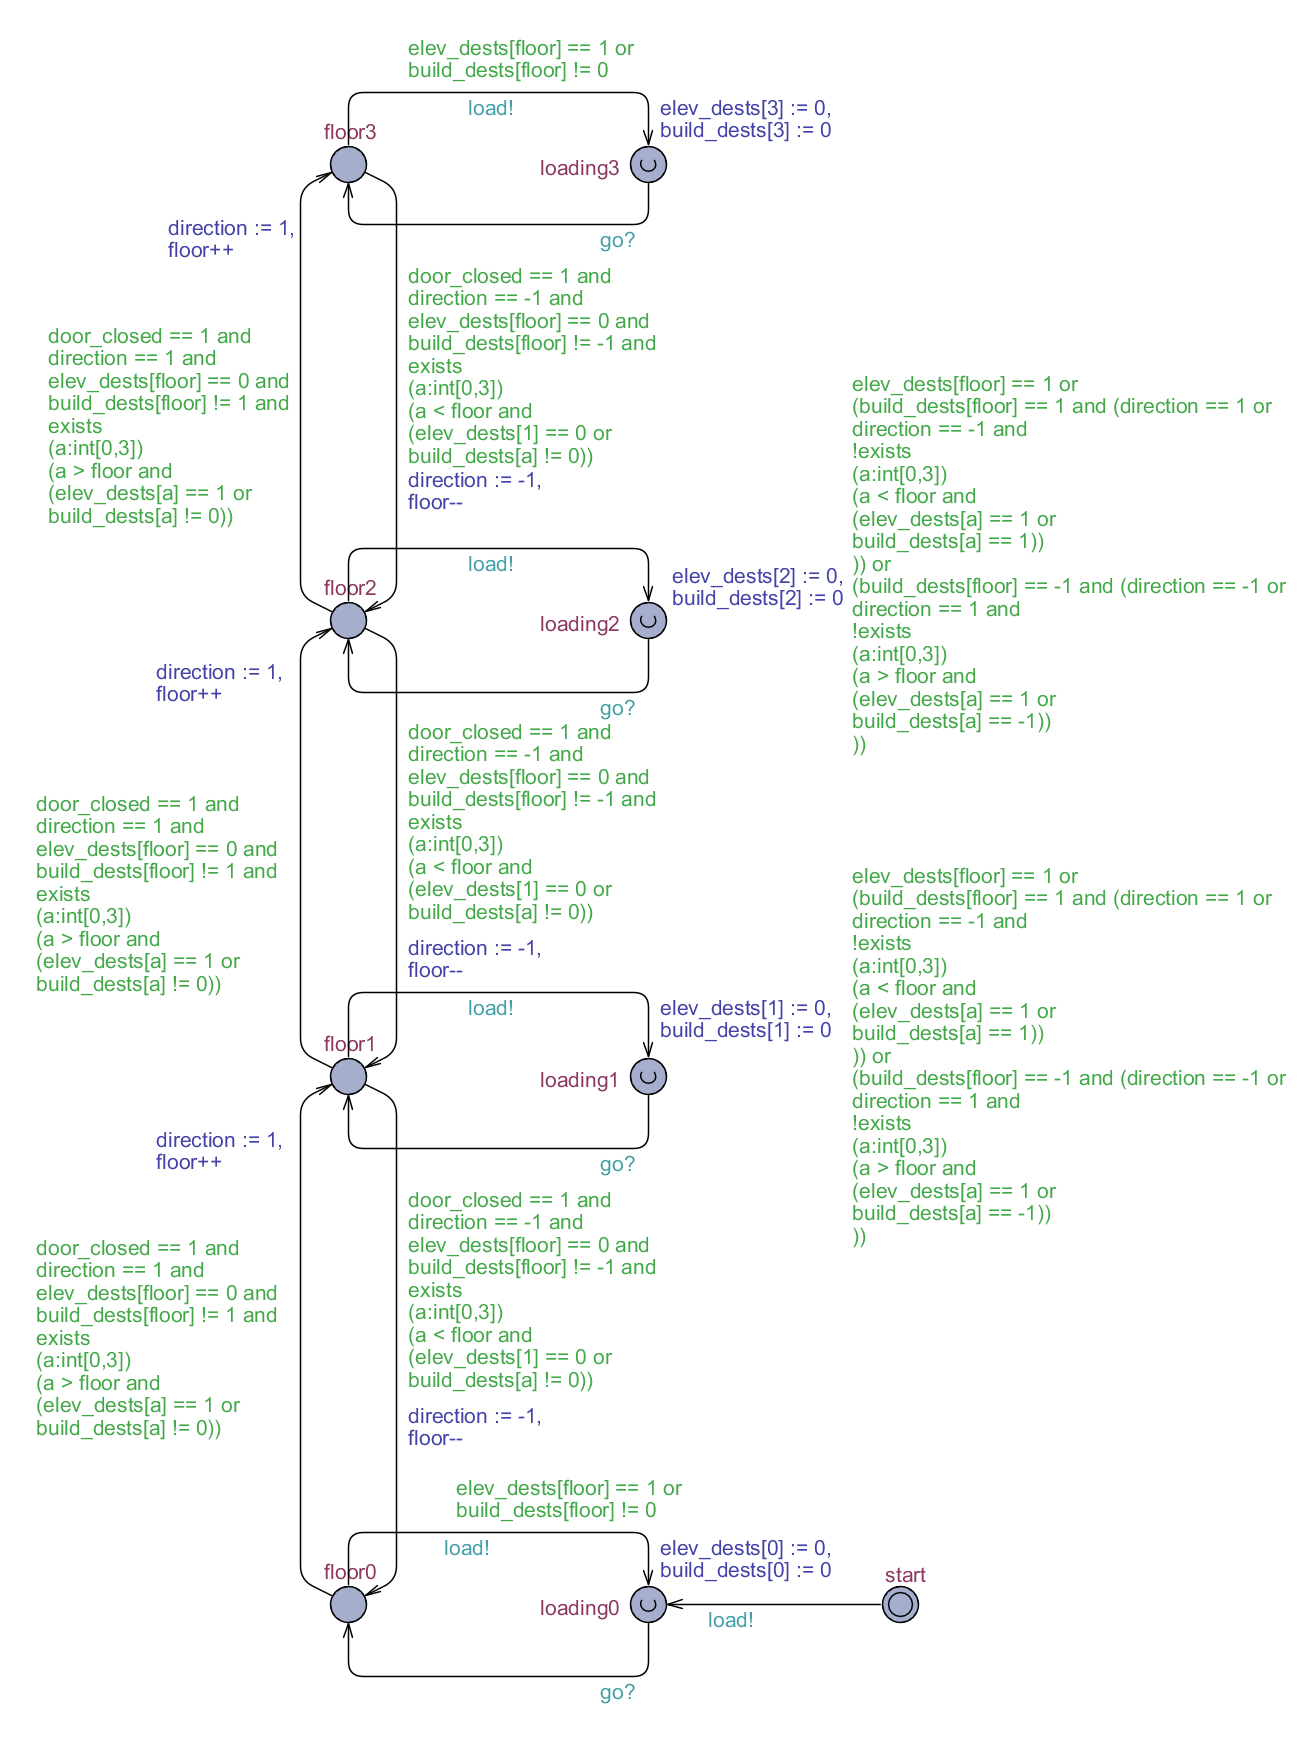 elev_dests[floor] == 1 or
build_dests[floor] != 0
load!
elev_dests[3] := 0,
build_dests[3] := 0
floor3
loading3
go?
direction := 1,
floor++
door_closed == 1 and
direction == -1 and
elev_dests[floor] == 0 and
build_dests[floor] != -1 and
exists
(a:int[0,3])
(a < floor and
(elev_dests[1] == 0 or
build_dests[a] != 0))
direction := -1,
floor--
door_closed == 1 and
direction == 1 and
elev_dests[floor] == 0 and
build_dests[floor] != 1 and
exists
(a:int[0,3])
(a > floor and
(elev_dests[a] == 1 or
build_dests[a] != 0))
elev_dests[floor] == 1 or
(build_dests[floor] == 1 and (direction == 1 or
direction == -1 and
!exists
(a:int[0,3])
(a < floor and
(elev_dests[a] == 1 or
build_dests[a] == 1))
)) or
(build_dests[floor] == -1 and (direction == -1 or
direction == 1 and
!exists
(a:int[0,3])
(a > floor and
(elev_dests[a] == 1 or
build_dests[a] == -1))
))
load!
elev_dests[2] := 0,
build_dests[2] := 0
floor2
loading2
go?
direction := 1,
floor++
door_closed == 1 and
direction == -1 and
elev_dests[floor] == 0 and
build_dests[floor] != -1 and
exists
(a:int[0,3])
(a < floor and
(elev_dests[1] == 0 or
build_dests[a] != 0))
direction := -1,
floor--
door_closed == 1 and
direction == 1 and
elev_dests[floor] == 0 and
build_dests[floor] != 1 and
exists
(a:int[0,3])
(a > floor and
(elev_dests[a] == 1 or
build_dests[a] != 0))
elev_dests[floor] == 1 or
(build_dests[floor] == 1 and (direction == 1 or
direction == -1 and
!exists
(a:int[0,3])
(a < floor and
(elev_dests[a] == 1 or
build_dests[a] == 1))
)) or
(build_dests[floor] == -1 and (direction == -1 or
direction == 1 and
!exists
(a:int[0,3])
(a > floor and
(elev_dests[a] == 1 or
build_dests[a] == -1))
))
load!
elev_dests[1] := 0,
build_dests[1] := 0
floor1
loading1
go?
direction := 1,
floor++
door_closed == 1 and
direction == -1 and
elev_dests[floor] == 0 and
build_dests[floor] != -1 and
exists
(a:int[0,3])
(a < floor and
(elev_dests[1] == 0 or
build_dests[a] != 0))
direction := -1,
floor--
door_closed == 1 and
direction == 1 and
elev_dests[floor] == 0 and
build_dests[floor] != 1 and
exists
(a:int[0,3])
(a > floor and
(elev_dests[a] == 1 or
build_dests[a] != 0))
elev_dests[floor] == 1 or
build_dests[floor] != 0
load!
elev_dests[0] := 0,
build_dests[0] := 0
floor0
loading0
start
load!
go?